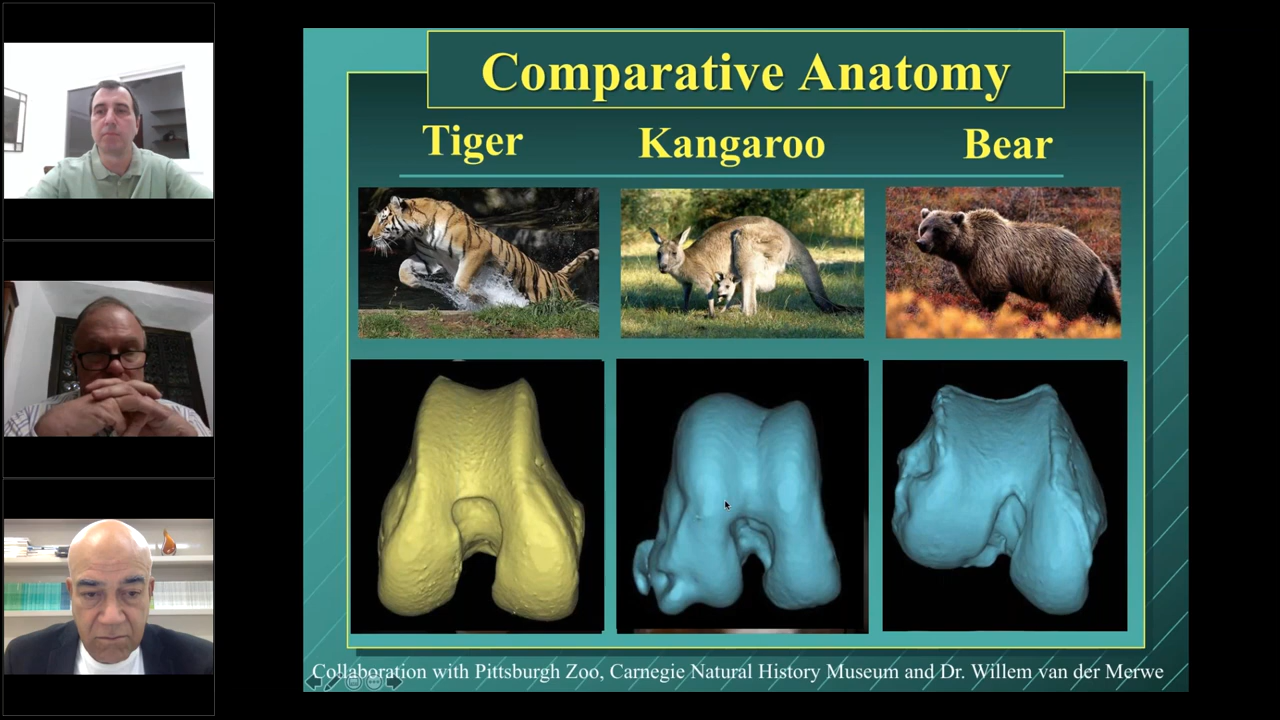 Comparative Anatomy
Tiger Kangaroo Bear
Collaboration with Pittsburgh Zoo, Carnegie Natural History Museum and Dr. Willem van der Merwe